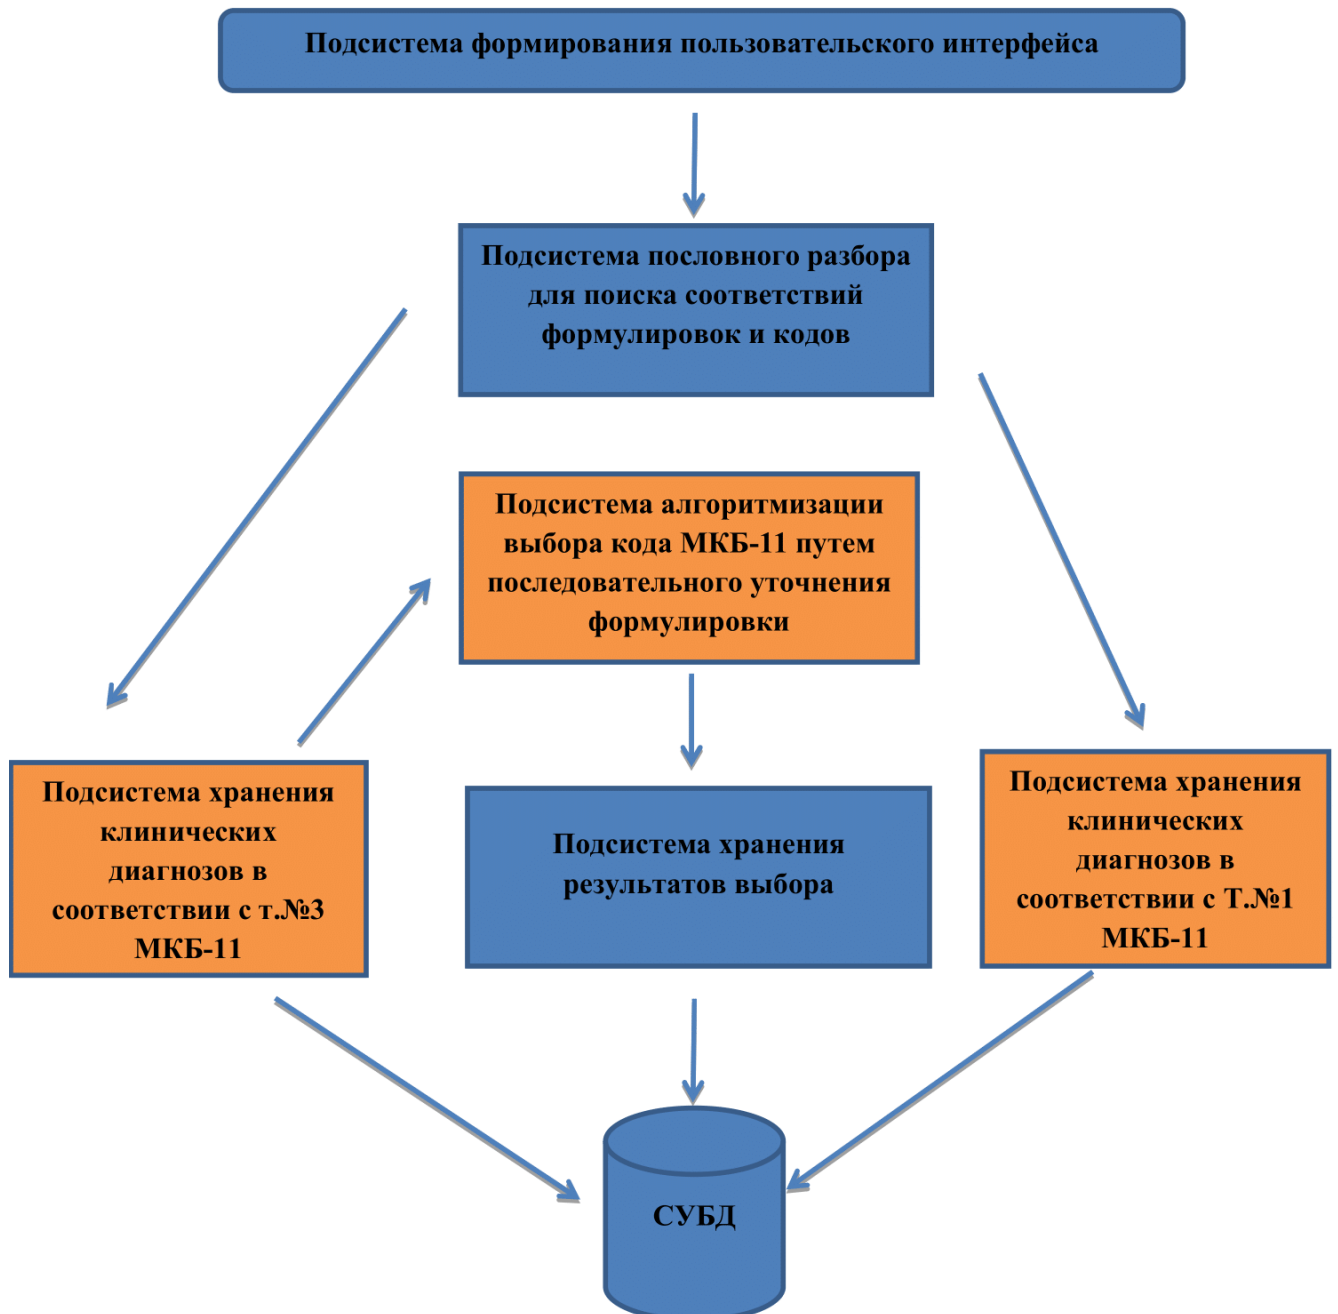 Подсистема формирования пользовательского интерфейса
Подсистема пословного разбора
для поиска соответствий
формулировок и кодов
Подсистема алгоритмизации
выбора кода МКБ-11 путем
последовательного уточнения
формулировки
Подсистема хранения
клинических
диагнозов в
соответствии с т.№3
МКБ-11
Подсистема хранения
результатов выбора
Подсистема хранения
клинических
диагнозов в
соответствии с Т.№1
МКБ-11
СУБД